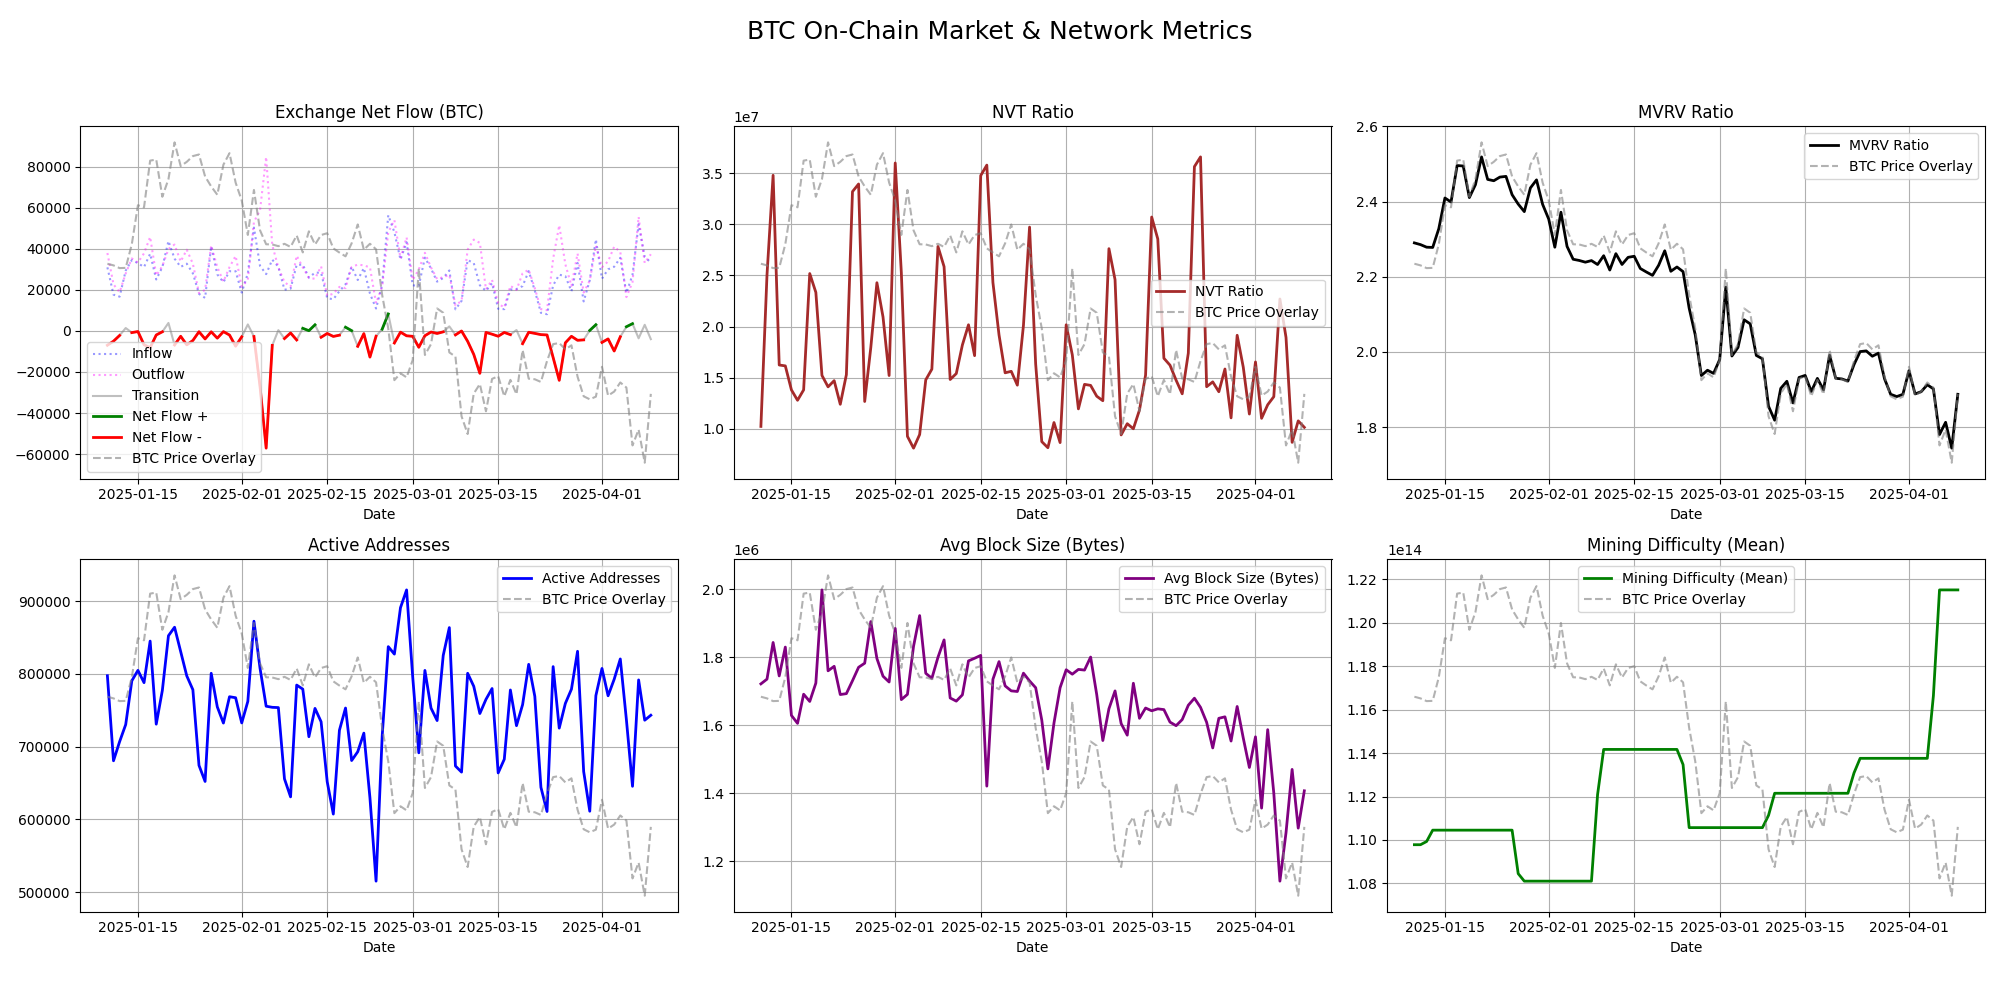 BTC On-Chain Market & Network Metrics
Exchange Net Flow (BTC)
80000
60000
40000
20000
0
−20000
−40000
−60000
Inflow
Outflow
Transition
Net Flow +
Net Flow -
BTC Price Overlay
2025-01-15 2025-02-01 2025-02-15 2025-03-01 2025-03-15 2025-04-01
Date
NVT Ratio
1e7
3.5
3.0
2.5
2.0
1.5
1.0
NVT Ratio
BTC Price Overlay
2025-01-15 2025-02-01 2025-02-15 2025-03-01 2025-03-15 2025-04-01
Date
MVRV Ratio
2.6
2.4
2.2
2.0
1.8
MVRV Ratio
BTC Price Overlay
2025-01-15 2025-02-01 2025-02-15 2025-03-01 2025-03-15 2025-04-01
Date
Active Addresses
900000
800000
700000
600000
500000
Active Addresses
BTC Price Overlay
2025-01-15 2025-02-01 2025-02-15 2025-03-01 2025-03-15 2025-04-01
Date
Avg Block Size (Bytes)
1e6
2.0
1.8
1.6
1.4
1.2
Avg Block Size (Bytes)
BTC Price Overlay
2025-01-15 2025-02-01 2025-02-15 2025-03-01 2025-03-15 2025-04-01
Date
Mining Difficulty (Mean)
1e14
1.22
1.20
1.18
1.16
1.14
1.12
1.10
1.08
Mining Difficulty (Mean)
BTC Price Overlay
2025-01-15 2025-02-01 2025-02-15 2025-03-01 2025-03-15 2025-04-01
Date